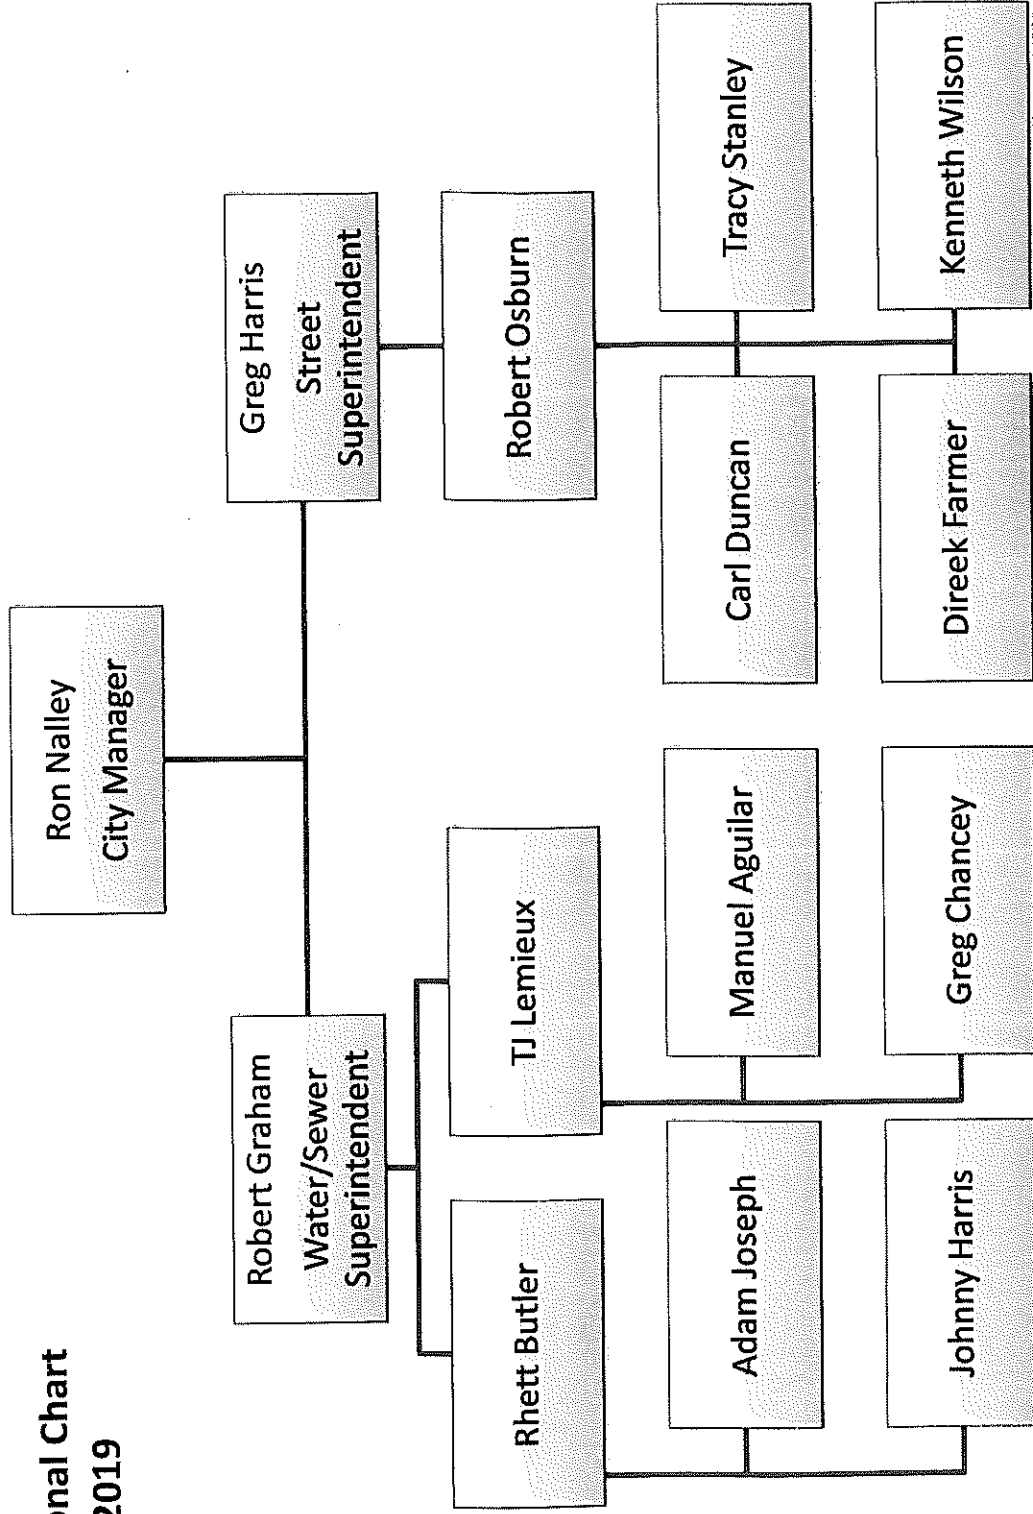 onal Chart
2019
Ron Nalley
City Manager
Robert Graham
Water/Sewer
Superintendent
Greg Harris
Street
Superintendent
Rhett Butler
TJ Lemieux
Robert Osburn
Adam Joseph
Manuel Aguilar
Carl Duncan
Tracy Stanley
Johnny Harris
Greg Chancey
Direek Farmer
Kenneth Wilson